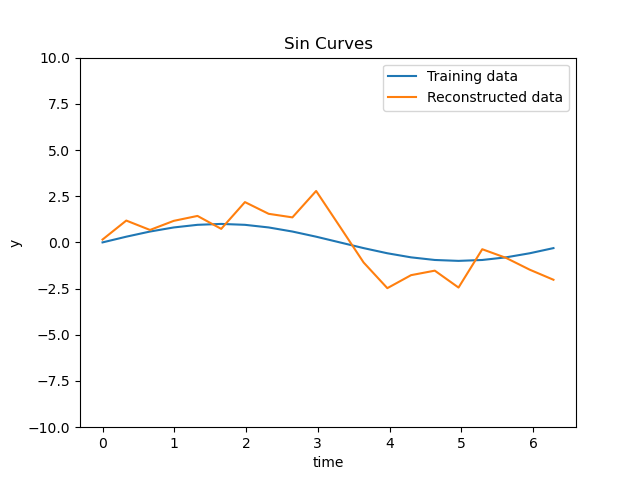 Sin Curves
Training data
Reconstructed data
10.0
7.5
5.0
2.5
0.0
−2.5
−5.0
−7.5
−10.0
y
0 1 2 3 4 5 6
time